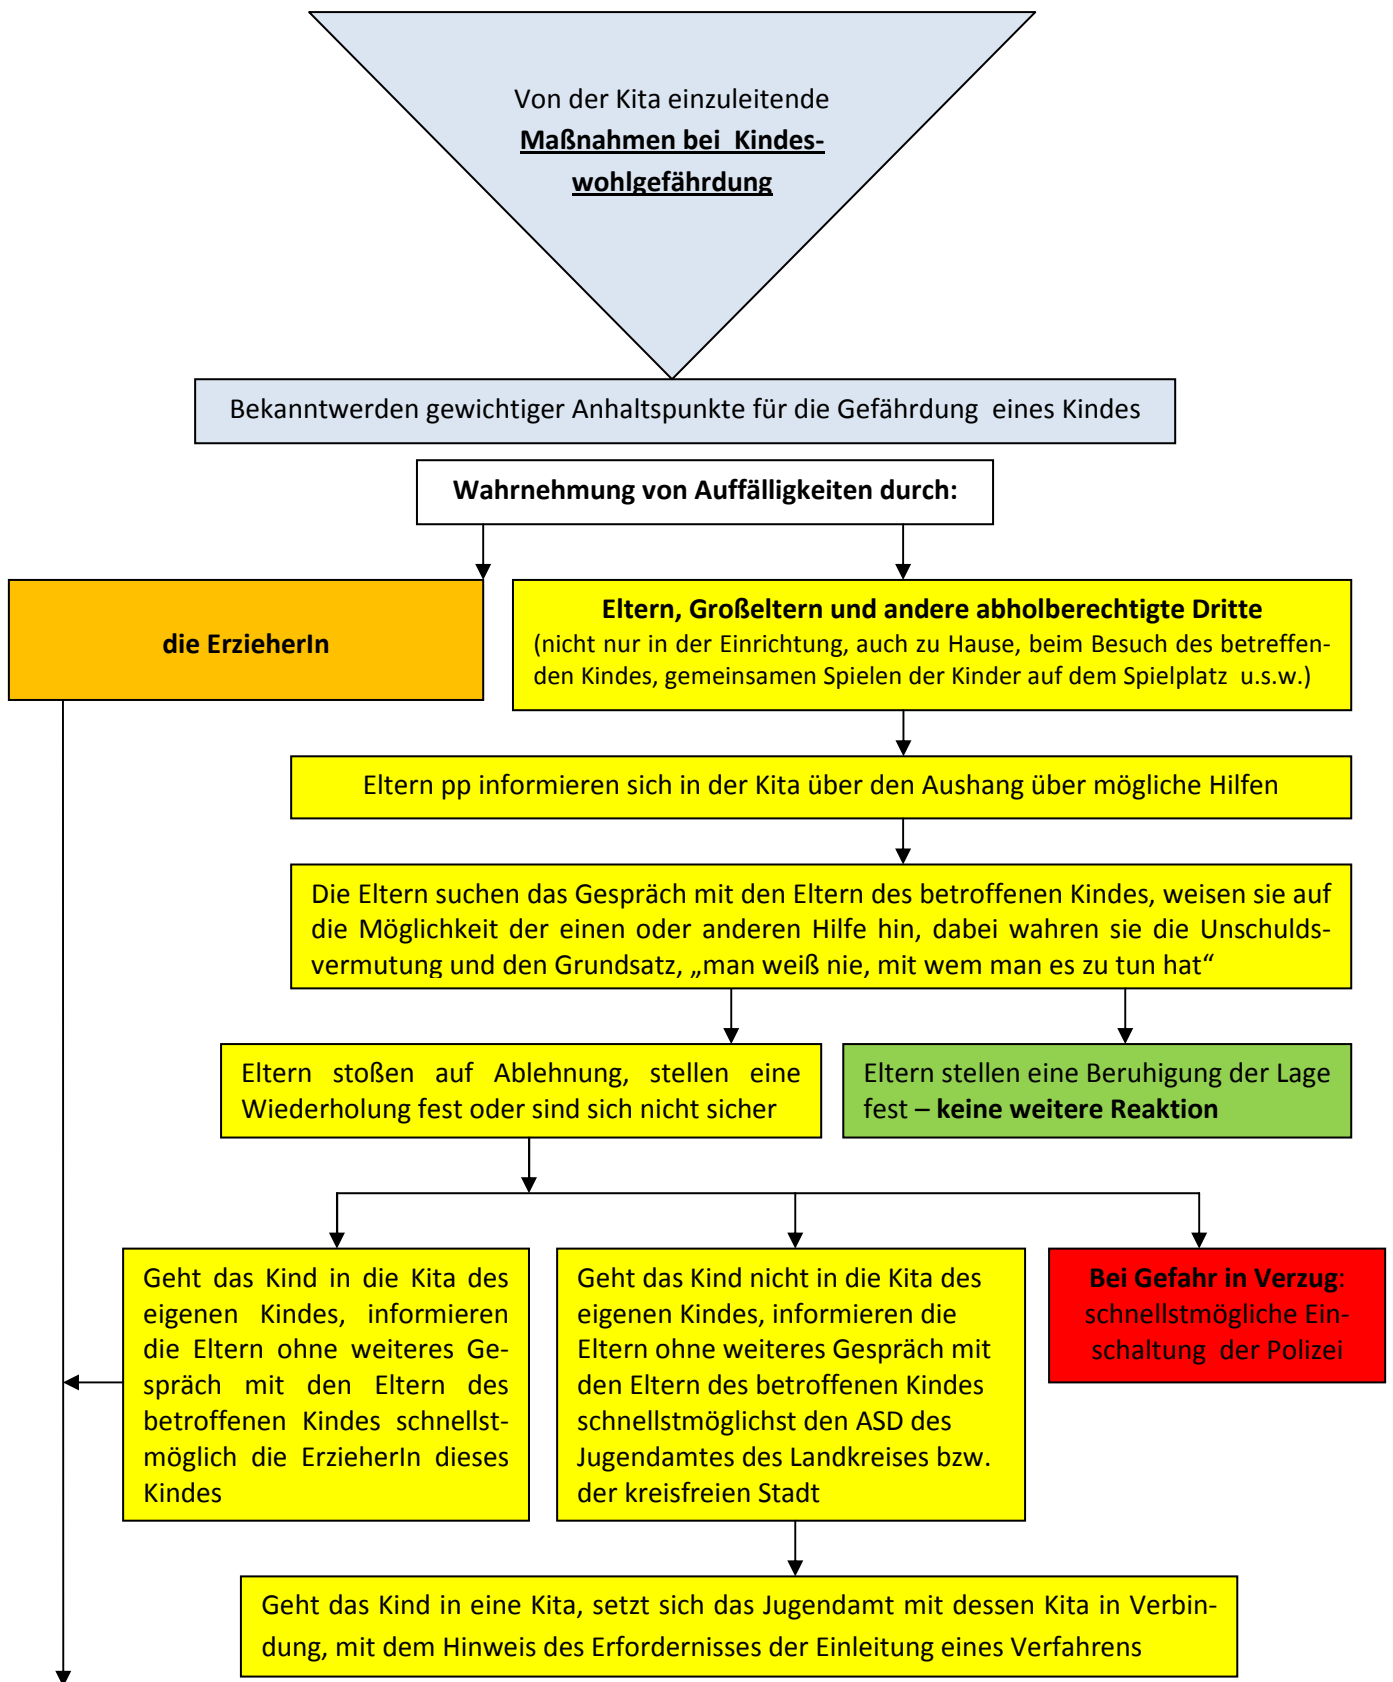 Von der Kita einzuleitende
Maßnahmen bei Kindes-
wohlgefährdung
Bekanntwerden gewichtiger Anhaltspunkte für die Gefährdung eines Kindes
Wahrnehmung von Auffälligkeiten durch:
die ErzieherIn
Eltern, Großeltern und andere abholberechtigte Dritte
(nicht nur in der Einrichtung, auch zu Hause, beim Besuch des betreffen-
den Kindes, gemeinsamen Spielen der Kinder auf dem Spielplatz u.s.w.)
Eltern pp informieren sich in der Kita über den Aushang über mögliche Hilfen
Die Eltern suchen das Gespräch mit den Eltern des betroffenen Kindes, weisen sie auf
die Möglichkeit der einen oder anderen Hilfe hin, dabei wahren sie die Unschulds-
vermutung und den Grundsatz, „man weiß nie, mit wem man es zu tun hat“
Eltern stoßen auf Ablehnung, stellen eine
Wiederholung fest oder sind sich nicht sicher
Eltern stellen eine Beruhigung der Lage
fest – keine weitere Reaktion
Geht das Kind in die Kita des
eigenen Kindes, informieren
die Eltern ohne weiteres Ge-
spräch mit den Eltern des
betroffenen Kindes schnellst-
möglich die ErzieherIn dieses
Kindes
Geht das Kind nicht in die Kita des
eigenen Kindes, informieren die
Eltern ohne weiteres Gespräch mit
den Eltern des betroffenen Kindes
schnellstmöglichst den ASD des
Jugendamtes des Landkreises bzw.
der kreisfreien Stadt
Bei Gefahr in Verzug:
schnellstmögliche Ein-
schaltung der Polizei
Geht das Kind in eine Kita, setzt sich das Jugendamt mit dessen Kita in Verbin-
dung, mit dem Hinweis des Erfordernisses der Einleitung eines Verfahrens